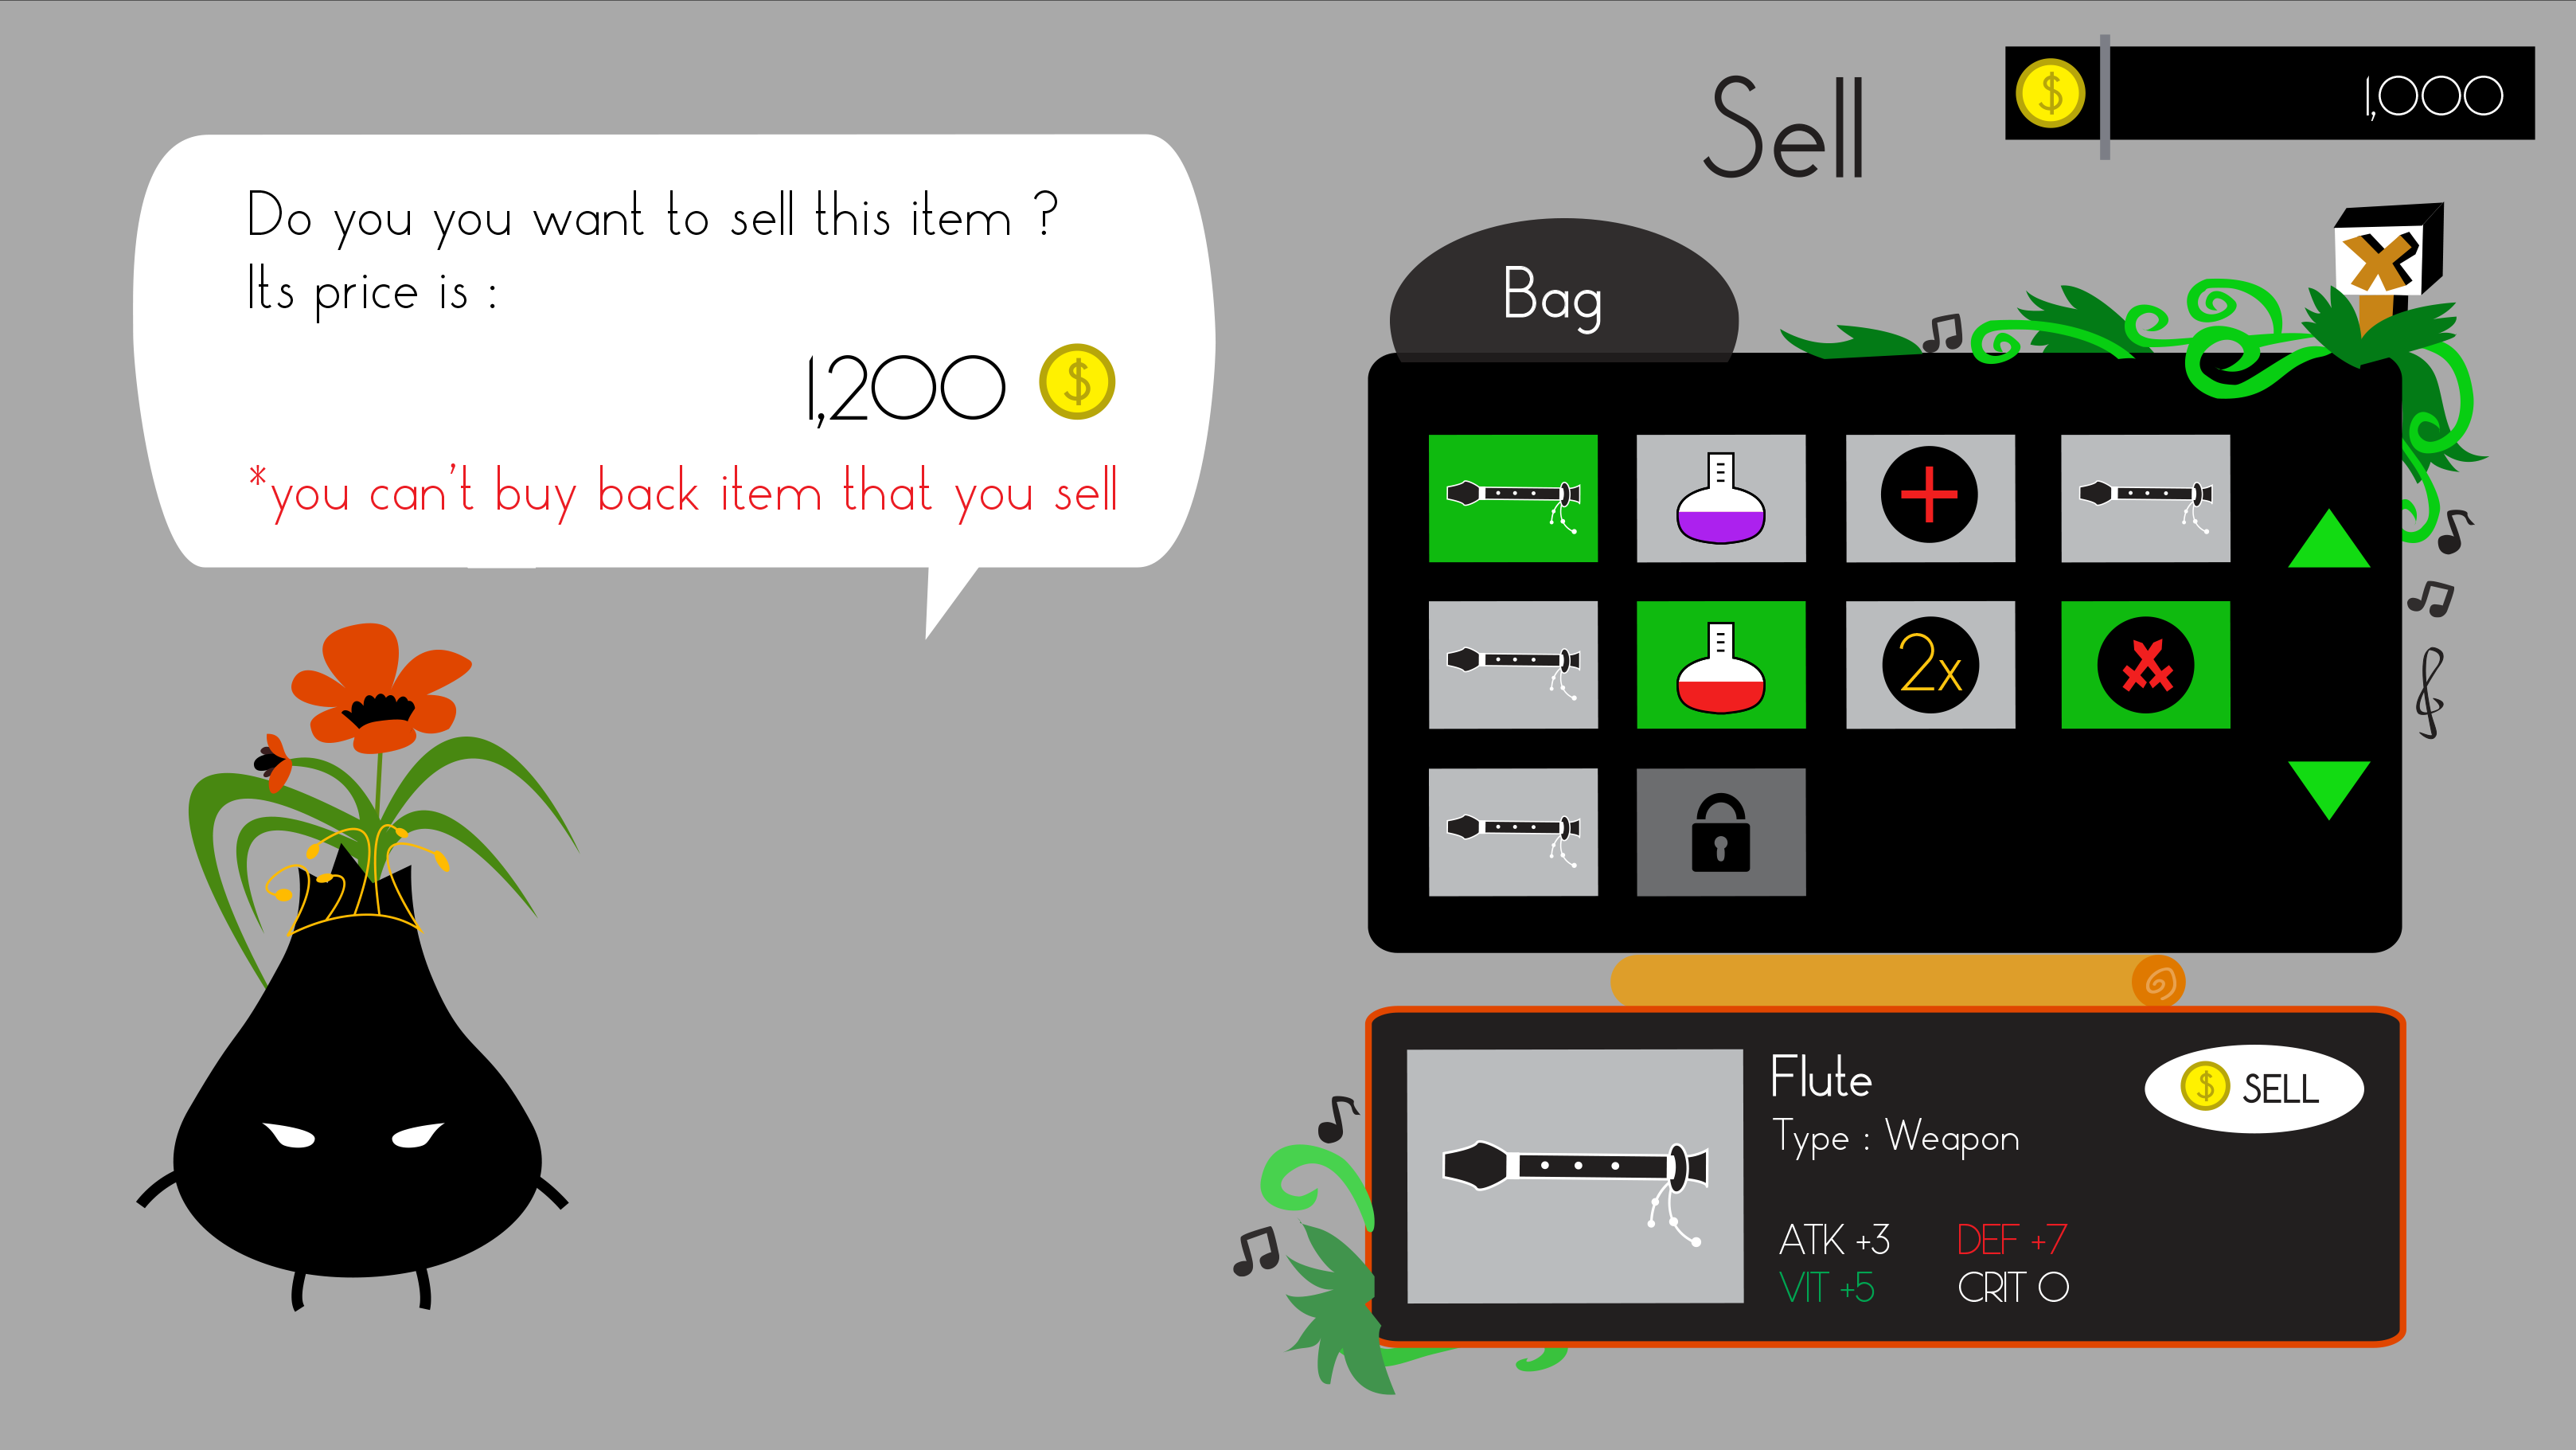 Do you you want to sell this item ?
Its price is :
1,200 $
*you can't buy back item that you sell
Sell
$ 1,000
Bag
2x
Flute
Type : Weapon
$ SELL
ATK +3 DEF +7
VIT +5 CRIT 0